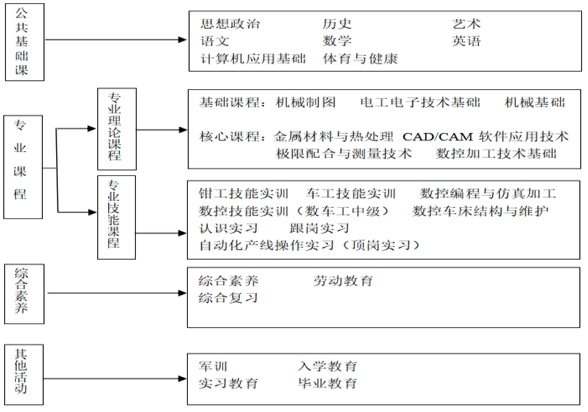 公共基础课
思想政治 历史 艺术
语文 数学 英语
计算机应用基础 体育与健康
专业课程
专业理论课程
基础课程：机械制图 电工电子技术基础 机械基础
核心课程：金属材料与热处理 CAD/CAM 软件应用技术
极限配合与测量技术 数控加工技术基础
专业技能课程
钳工技能实训 车工技能实训 数控编程与仿真加工
数控技能实训（数车工中级） 数控车床结构与维护
认识实习 跟岗实习
自动化产线操作实习（顶岗实习）
综合素养
综合素养 劳动教育
综合复习
其他活动
军训 入学教育
实习教育 毕业教育